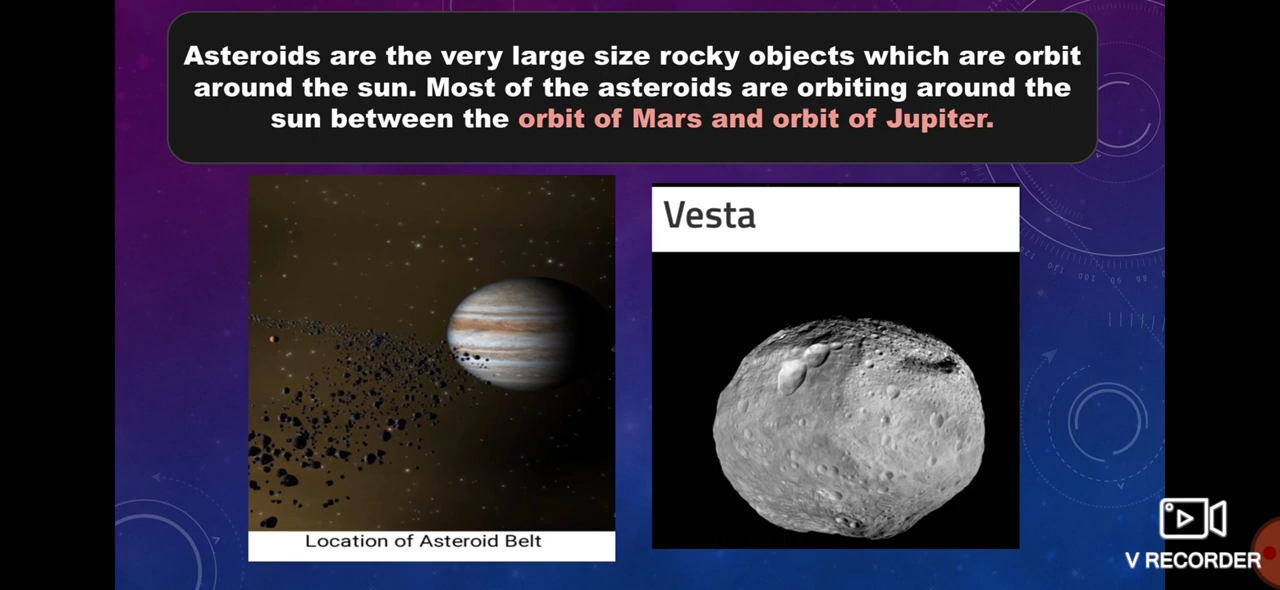 Asteroids are the very large size rocky objects which are orbit
around the sun. Most of the asteroids are orbiting around the
sun between the orbit of Mars and orbit of Jupiter.
Vesta
Location of Asteroid Belt
V RECORDER